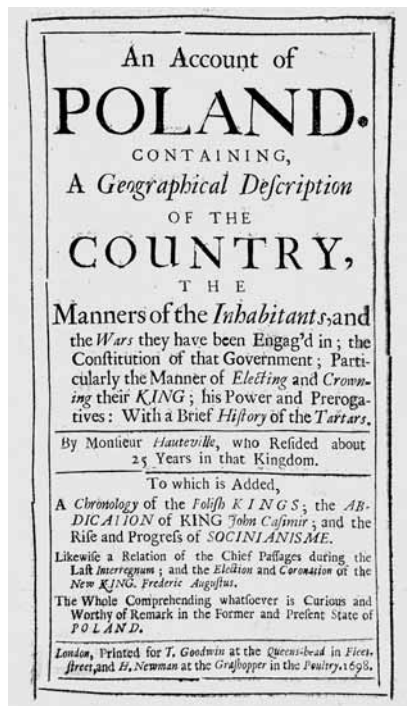 An Account of
POLAND.
CONTAINING,
A Geographical Deſcription
OF THE
COUNTRY,
THE
Manners of the Inhabitants, and
the Wars they have been Engag'd in ; the
Conſtitution of that Government ; Parti-
cularly the Manner of Electing and Crown-
ing their KING ; his Power and Preroga-
tives : With a Brief Hiſtory of the Tartars.
By Monſieur Hauteville, who Reſided about
25 Years in that Kingdom.
To which is Added,
A Chronology of the Poliſh KINGS ; the AB-
DICATION of KING John Caſimir ; and the
Riſe and Progreſs of SOCINIANISME.
Likewiſe a Relation of the Chief Paſſages during the
Laſt Interregnum ; and the Election and Coronation of the
New KING. Frederic Auguſtus.
The Whole Comprehending whatſoever is Curious and
Worthy of Remark in the Former and Preſent State of
POLAND.
London, Printed for T. Goodwin at the Queens-head in Fleet-
ſtreet, and H. Newman at the Graſhopper in the Poultry. 1698.